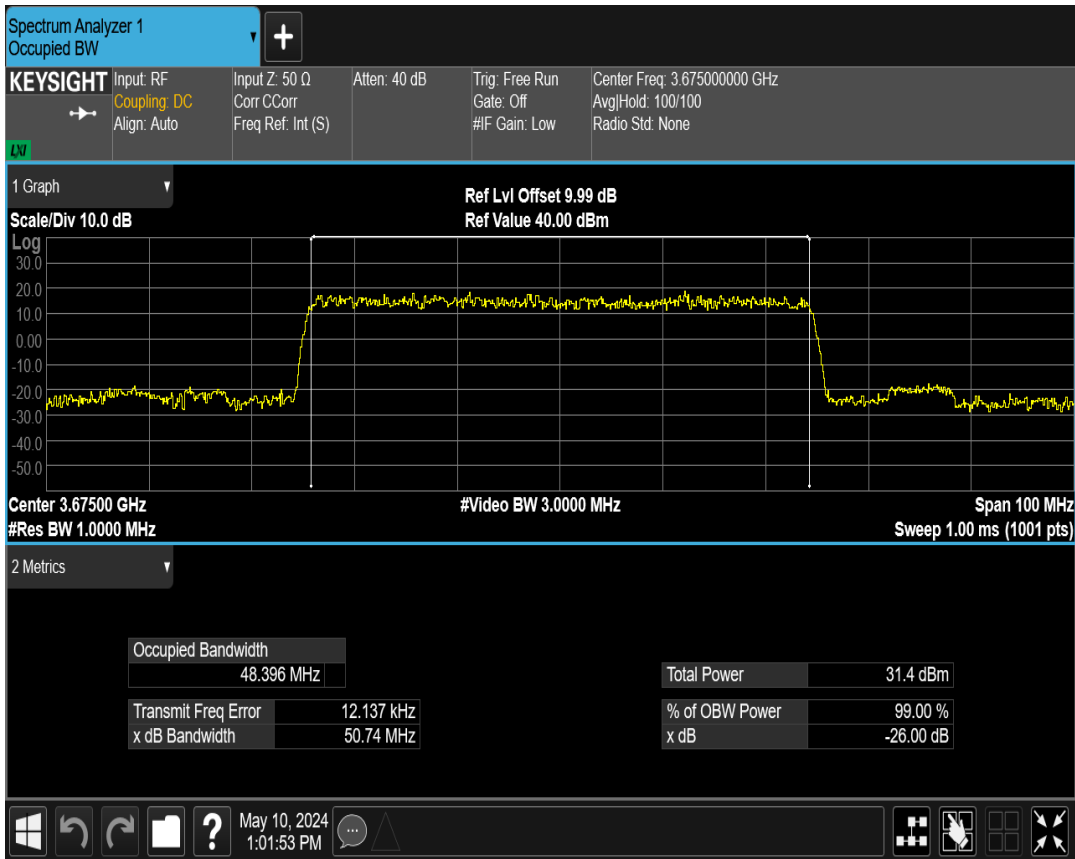 Spectrum Analyzer 1
Occupied BW
+
KEYSIGHT
LXI
Input: RF
Coupling: DC
Align: Auto
Input Z: 50 Ω
Corr CCorr
Freq Ref: Int (S)
Atten: 40 dB
Trig: Free Run
Gate: Off
#IF Gain: Low
Center Freq: 3.675000000 GHz
Avg|Hold: 100/100
Radio Std: None
1 Graph
Scale/Div 10.0 dB
Ref Lvl Offset 9.99 dB
Ref Value 40.00 dBm
Log
30.0
20.0
10.0
0.00
-10.0
-20.0
-30.0
-40.0
-50.0
Center 3.67500 GHz
#Res BW 1.0000 MHz
#Video BW 3.0000 MHz
Span 100 MHz
Sweep 1.00 ms (1001 pts)
2 Metrics
Occupied Bandwidth
48.396 MHz
Transmit Freq Error 12.137 kHz
x dB Bandwidth 50.74 MHz
Total Power 31.4 dBm
% of OBW Power 99.00 %
x dB -26.00 dB
?
May 10, 2024
1:01:53 PM